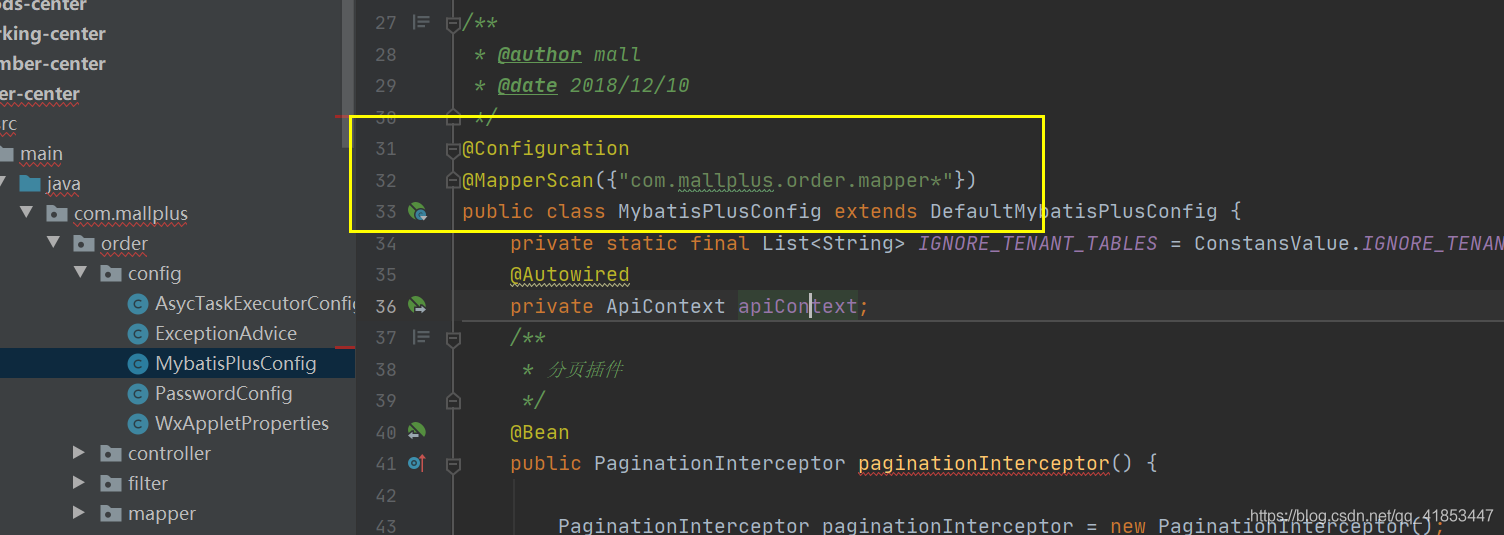 ods-center
rking-center
mber-center
er-center
src
main
java
com.mallplus
order
config
AsycTaskExecutorConfig
ExceptionAdvice
MybatisPlusConfig
PasswordConfig
WxAppletProperties
controller
filter
mapper
27 /**
28 * @author mall
29 * @date 2018/12/10
30 */
31 @Configuration
32 @MapperScan({"com.mallplus.order.mapper*"})
33 public class MybatisPlusConfig extends DefaultMybatisPlusConfig {
34 private static final List<String> IGNORE_TENANT_TABLES = ConstansValue.IGNORE_TENAN
35 @Autowired
36 private ApiContext apiContext;
37 /**
38 * 分页插件
39 */
40 @Bean
41 public PaginationInterceptor paginationInterceptor() {
42
43 PaginationInterceptor paginationInterceptor = new PaginationInterceptor();
https://blog.csdn.net/qq_41853447